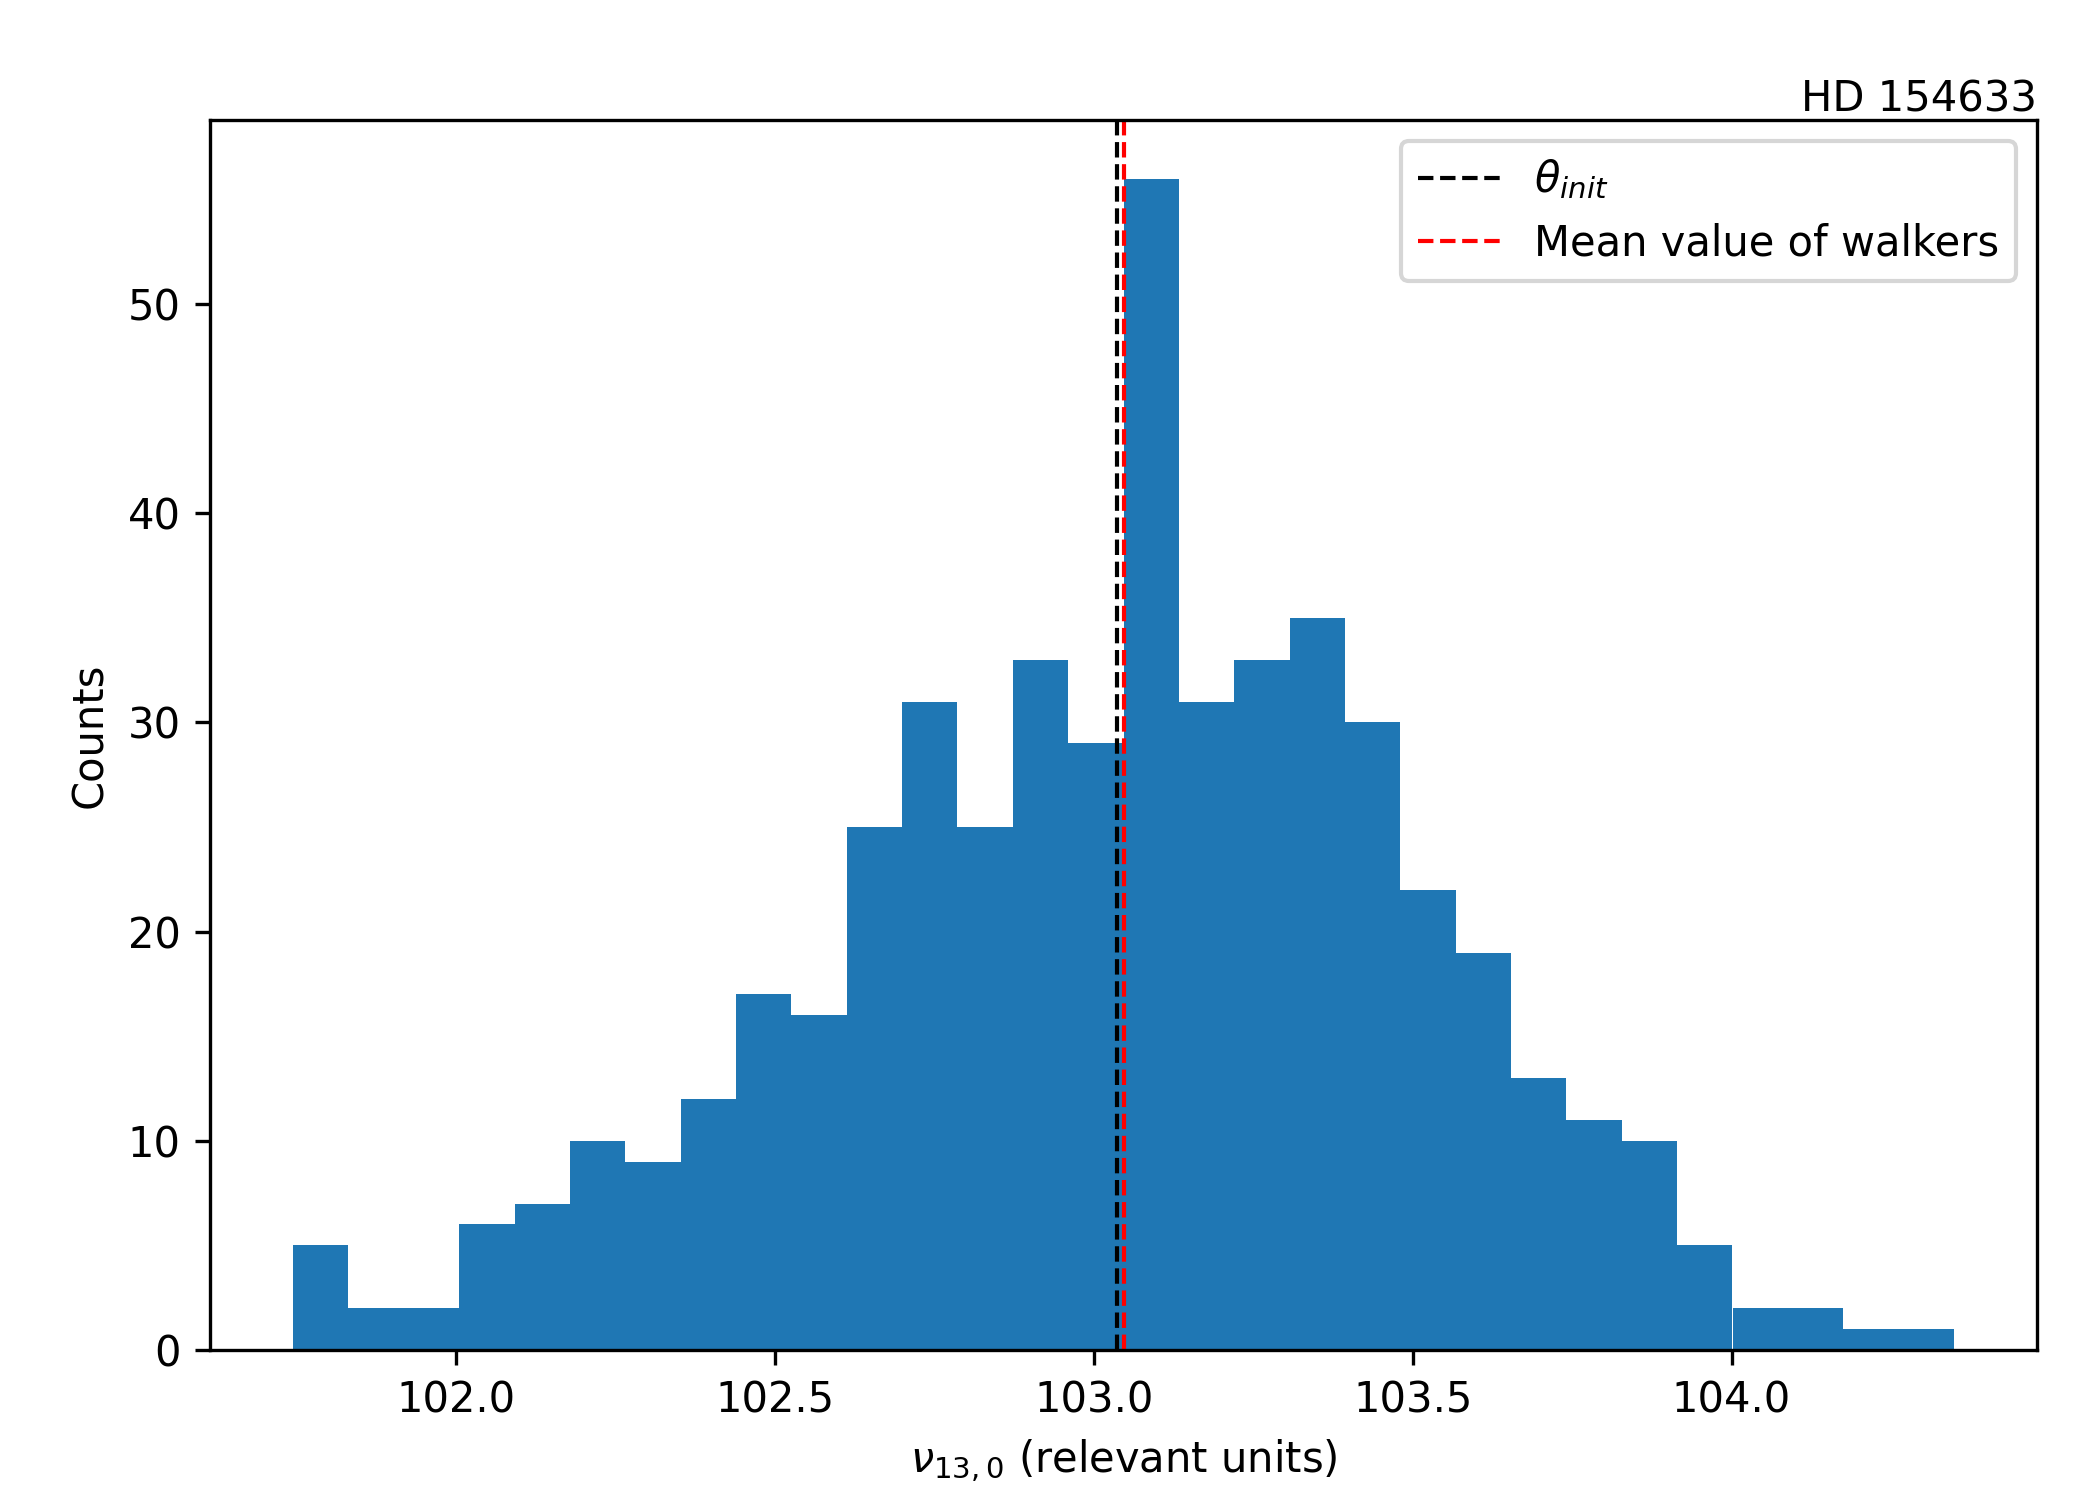 HD 154633
θinit
Mean value of walkers
50
40
30
20
10
0
Counts
102.0 102.5 103.0 103.5 104.0
ν13, 0 (relevant units)